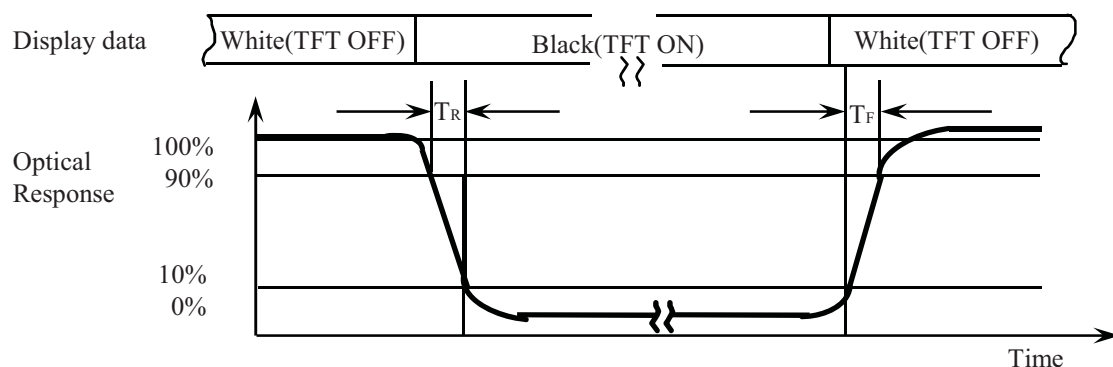 Display data
White(TFT OFF)
Black(TFT ON)
White(TFT OFF)
TR
TF
Optical
Response
100%
90%
10%
0%
Time